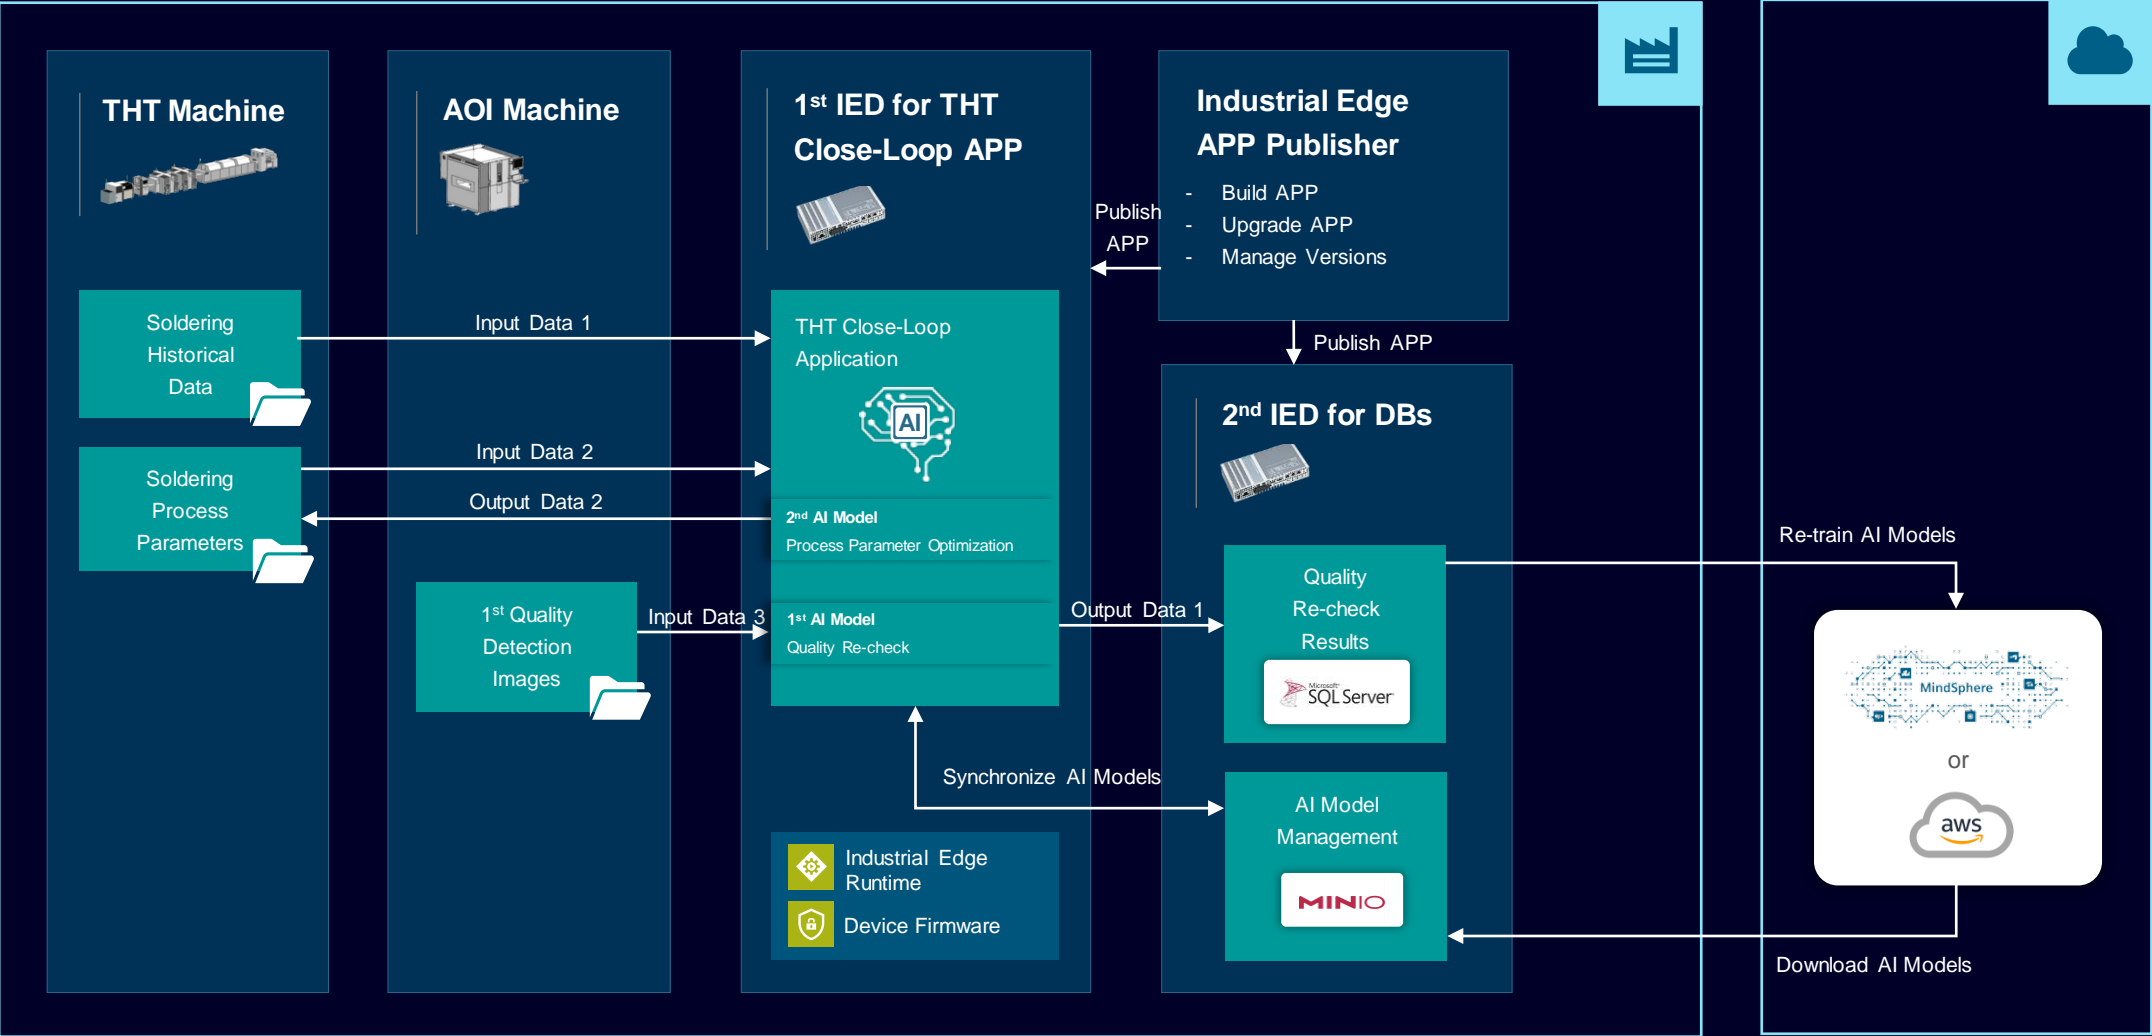 THT Machine
Soldering
Historical
Data
Soldering
Process
Parameters
AOI Machine
Input Data 1
Input Data 2
Output Data 2
1st Quality
Detection
Images
Input Data 3
1st IED for THT
Close-Loop APP
THT Close-Loop
Application
AI
2nd AI Model
Process Parameter Optimization
1st AI Model
Quality Re-check
Synchronize AI Models
Industrial Edge
Runtime
Device Firmware
Industrial Edge
APP Publisher
- Build APP
- Upgrade APP
- Manage Versions
Publish
APP
Publish APP
2nd IED for DBs
Output Data 1
Quality
Re-check
Results
Microsoft
SQL Server
AI Model
Management
MINIO
Re-train AI Models
MindSphere
or
aws
Download AI Models